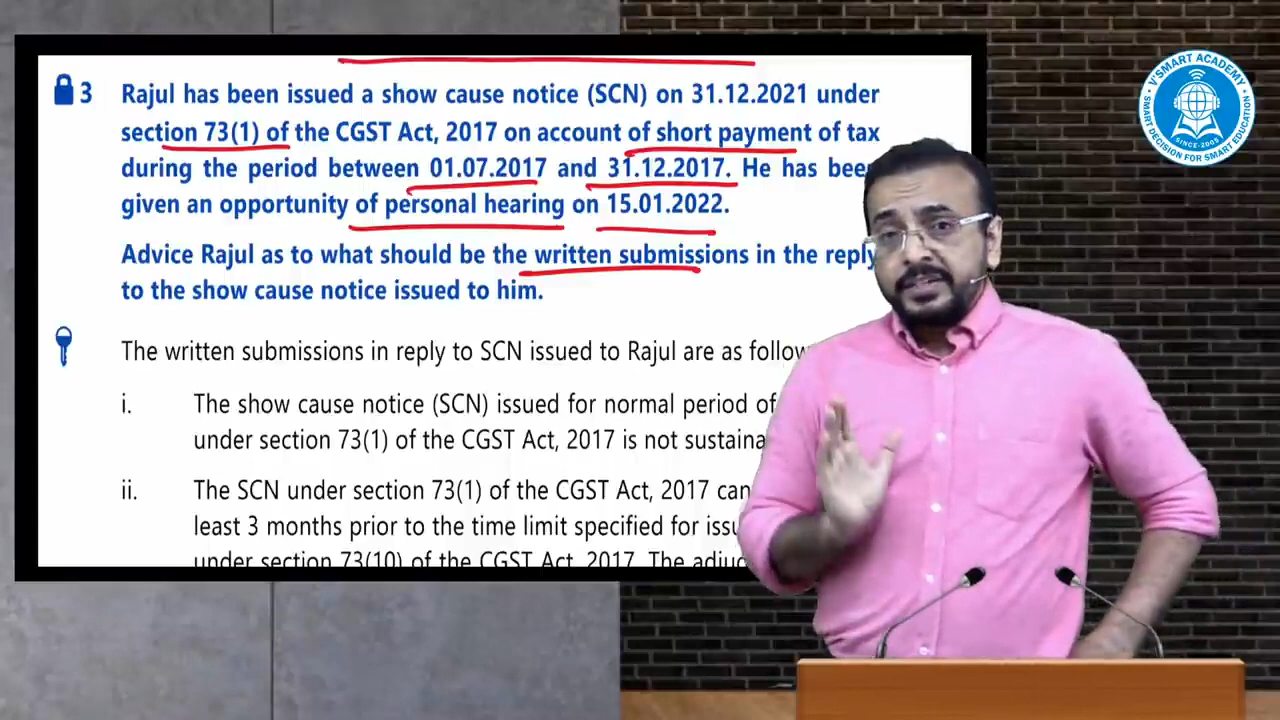 3 Rajul has been issued a show cause notice (SCN) on 31.12.2021 under
section 73(1) of the CGST Act, 2017 on account of short payment of tax
during the period between 01.07.2017 and 31.12.2017. He has been
given an opportunity of personal hearing on 15.01.2022.
Advice Rajul as to what should be the written submissions in the reply
to the show cause notice issued to him.
The written submissions in reply to SCN issued to Rajul are as
i. The show cause notice (SCN) issued for normal period of
under section 73(1) of the CGST Act, 2017 is not
ii. The SCN under section 73(1) of the CGST Act, 2017
least 3 months prior to the time limit specified for
under section 73(10) of the CGST Act, 2017. The
V'SMART ACADEMY
SMART DECISION FOR SMART EDUCATION
SINCE-2005